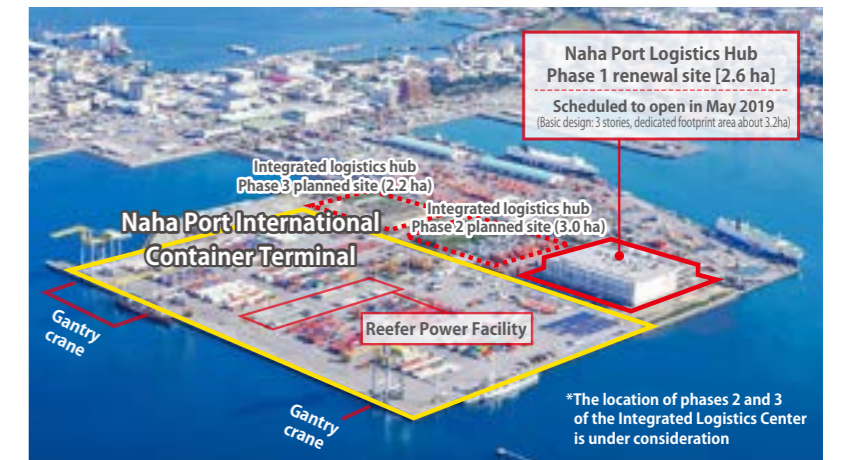 Naha Port Logistics Hub
Phase 1 renewal site [2.6 ha]
Scheduled to open in May 2019
(Basic design: 3 stories, dedicated footprint area about 3.2ha)
Integrated logistics hub
Phase 3 planned site (2.2 ha)
Integrated logistics hub
Phase 2 planned site (3.0 ha)
Naha Port International
Container Terminal
Reefer Power Facility
Gantry
crane
Gantry
crane
*The location of phases 2 and 3
of the Integrated Logistics Center
is under consideration